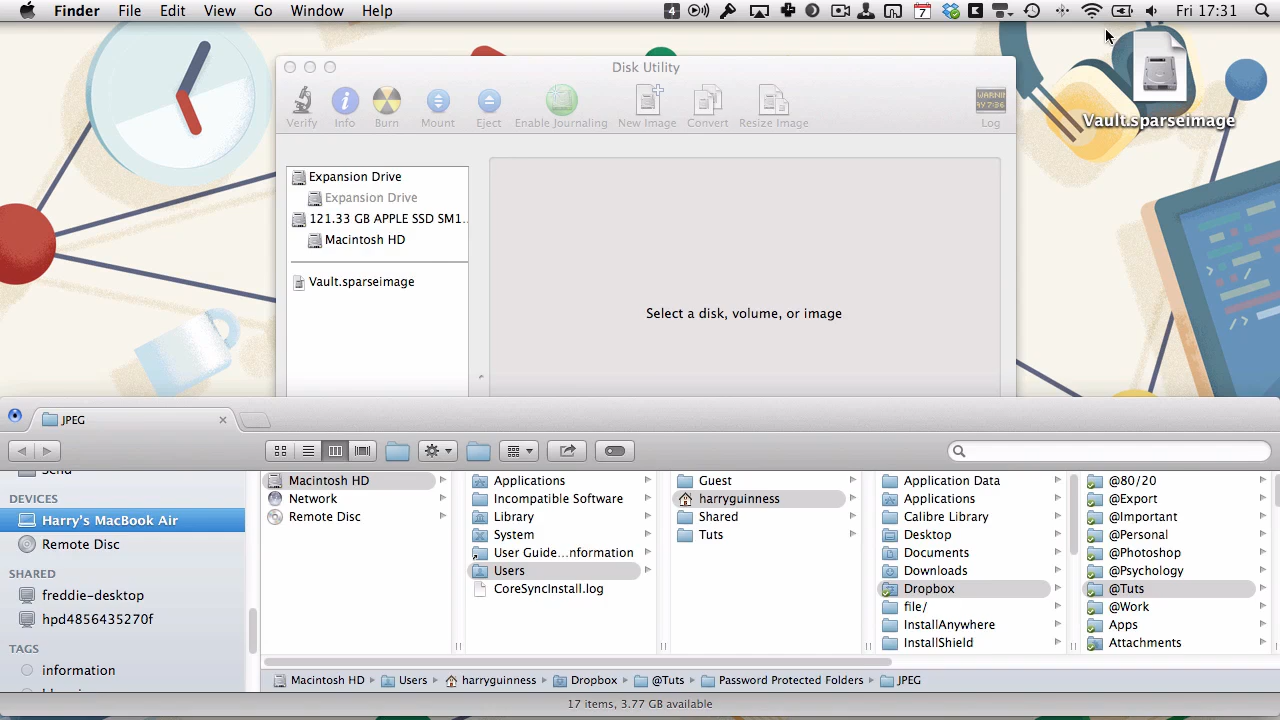 Finder File Edit View Go Window Help 4 7 Fri 17:31
Vault.sparseimage
Disk Utility
Verify Info Burn Mount Eject Enable Journaling New Image Convert Resize Image Log
WARNIN
7:36
Expansion Drive
Expansion Drive
121.33 GB APPLE SSD SM1...
Macintosh HD
Vault.sparseimage
Select a disk, volume, or image
JPEG
DEVICES
Harry's MacBook Air
Remote Disc
SHARED
freddie-desktop
hpd4856435270f
TAGS
information
Macintosh HD
Network
Remote Disc
Applications
Incompatible Software
Library
System
User Guide...nformation
Users
CoreSyncInstall.log
Guest
harryguinness
Shared
Tuts
Application Data
Applications
Calibre Library
Desktop
Documents
Downloads
Dropbox
file/
InstallAnywhere
InstallShield
@80/20
@Export
@Important
@Personal
@Photoshop
@Psychology
@Tuts
@Work
Apps
Attachments
Macintosh HD Users harryguinness Dropbox @Tuts Password Protected Folders JPEG
17 items, 3.77 GB available